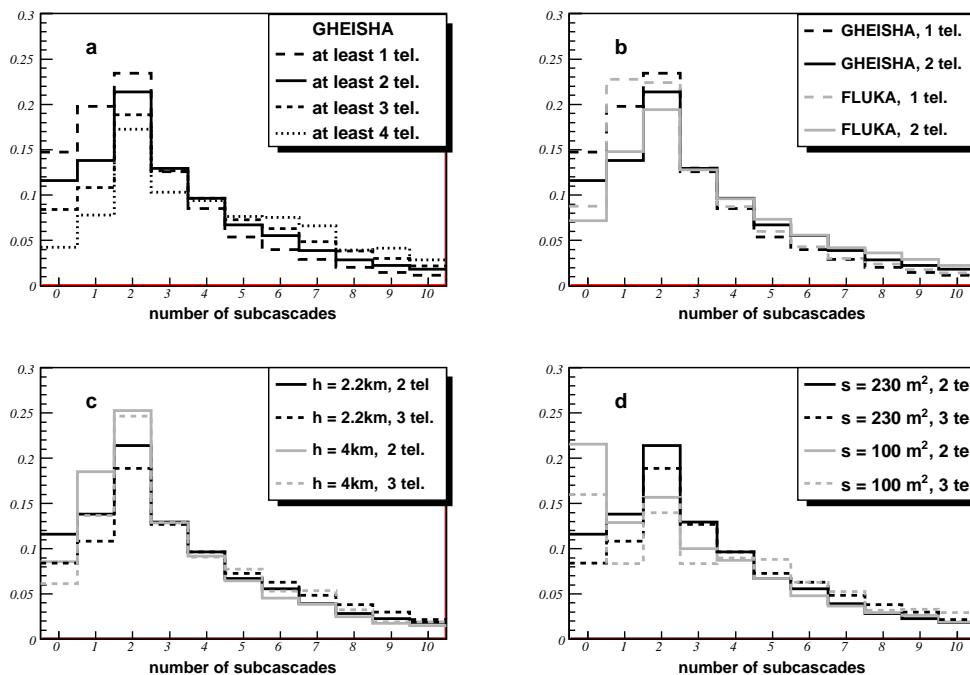 0.3
0.25
0.2
0.15
0.1
0.05
0
a
GHEISHA
at least 1 tel.
at least 2 tel.
at least 3 tel.
at least 4 tel.
0 1 2 3 4 5 6 7 8 9 10
number of subcascades
0.3
0.25
0.2
0.15
0.1
0.05
0
b
GHEISHA, 1 tel.
GHEISHA, 2 tel.
FLUKA, 1 tel.
FLUKA, 2 tel.
0 1 2 3 4 5 6 7 8 9 10
number of subcascades
0.3
0.25
0.2
0.15
0.1
0.05
0
c
h = 2.2km, 2 tel
h = 2.2km, 3 tel.
h = 4km, 2 tel.
h = 4km, 3 tel.
0 1 2 3 4 5 6 7 8 9 10
number of subcascades
0.3
0.25
0.2
0.15
0.1
0.05
0
d
s = 230 m², 2 te
s = 230 m², 3 te
s = 100 m², 2 te
s = 100 m², 3 te
0 1 2 3 4 5 6 7 8 9 10
number of subcascades